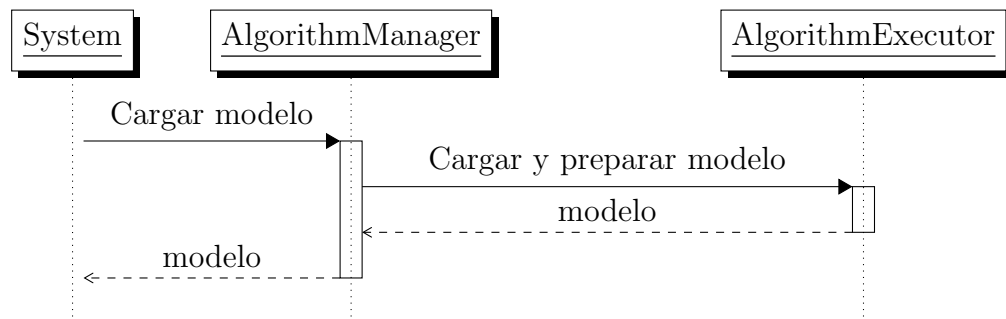 System
AlgorithmManager
AlgorithmExecutor
Cargar modelo
Cargar y preparar modelo
modelo
modelo